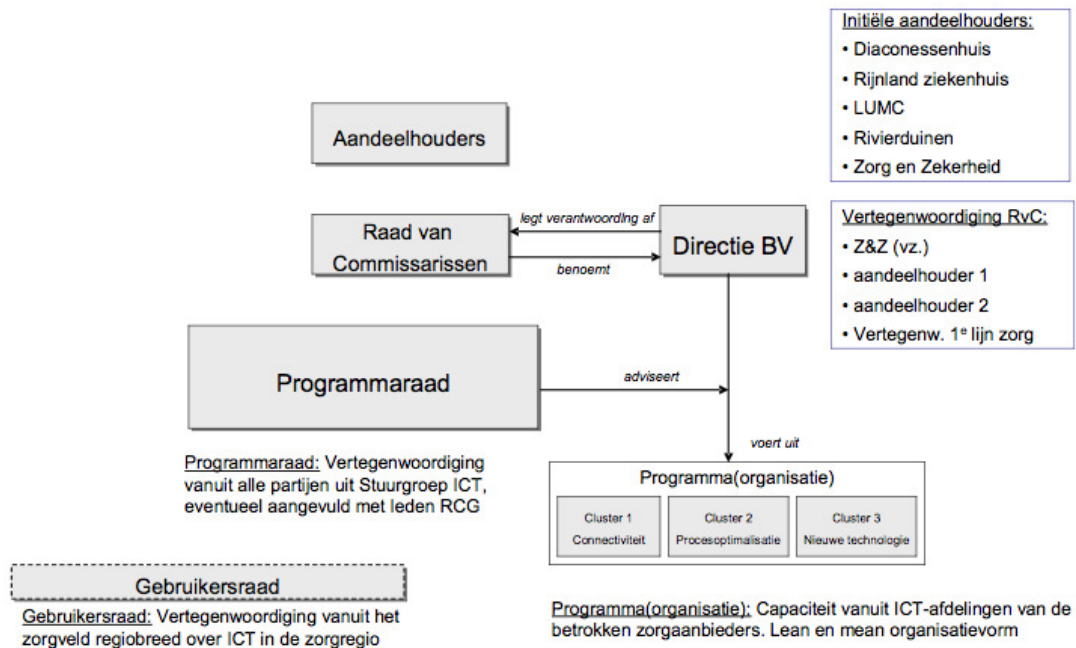 Initiële aandeelhouders:
• Diaconessenhuis
• Rijnland ziekenhuis
• LUMC
• Rivierduinen
• Zorg en Zekerheid
Aandeelhouders
Raad van
Commissarissen
legt verantwoording af
benoemt
Directie BV
Vertegenwoordiging RvC:
• Z&Z (vz.)
• aandeelhouder 1
• aandeelhouder 2
• Vertegenw. 1e lijn zorg
Programmaraad
adviseert
voert uit
Programmaraad: Vertegenwoordiging
vanuit alle partijen uit Stuurgroep ICT,
eventueel aangevuld met leden RCG
Programma(organisatie)
Cluster 1
Connectiviteit
Cluster 2
Procesoptimalisatie
Cluster 3
Nieuwe technologie
Gebruikersraad
Gebruikersraad: Vertegenwoordiging vanuit het
zorgveld regiobreed over ICT in de zorgregio
Programma(organisatie): Capaciteit vanuit ICT-afdelingen van de
betrokken zorgaanbieders. Lean en mean organisatievorm